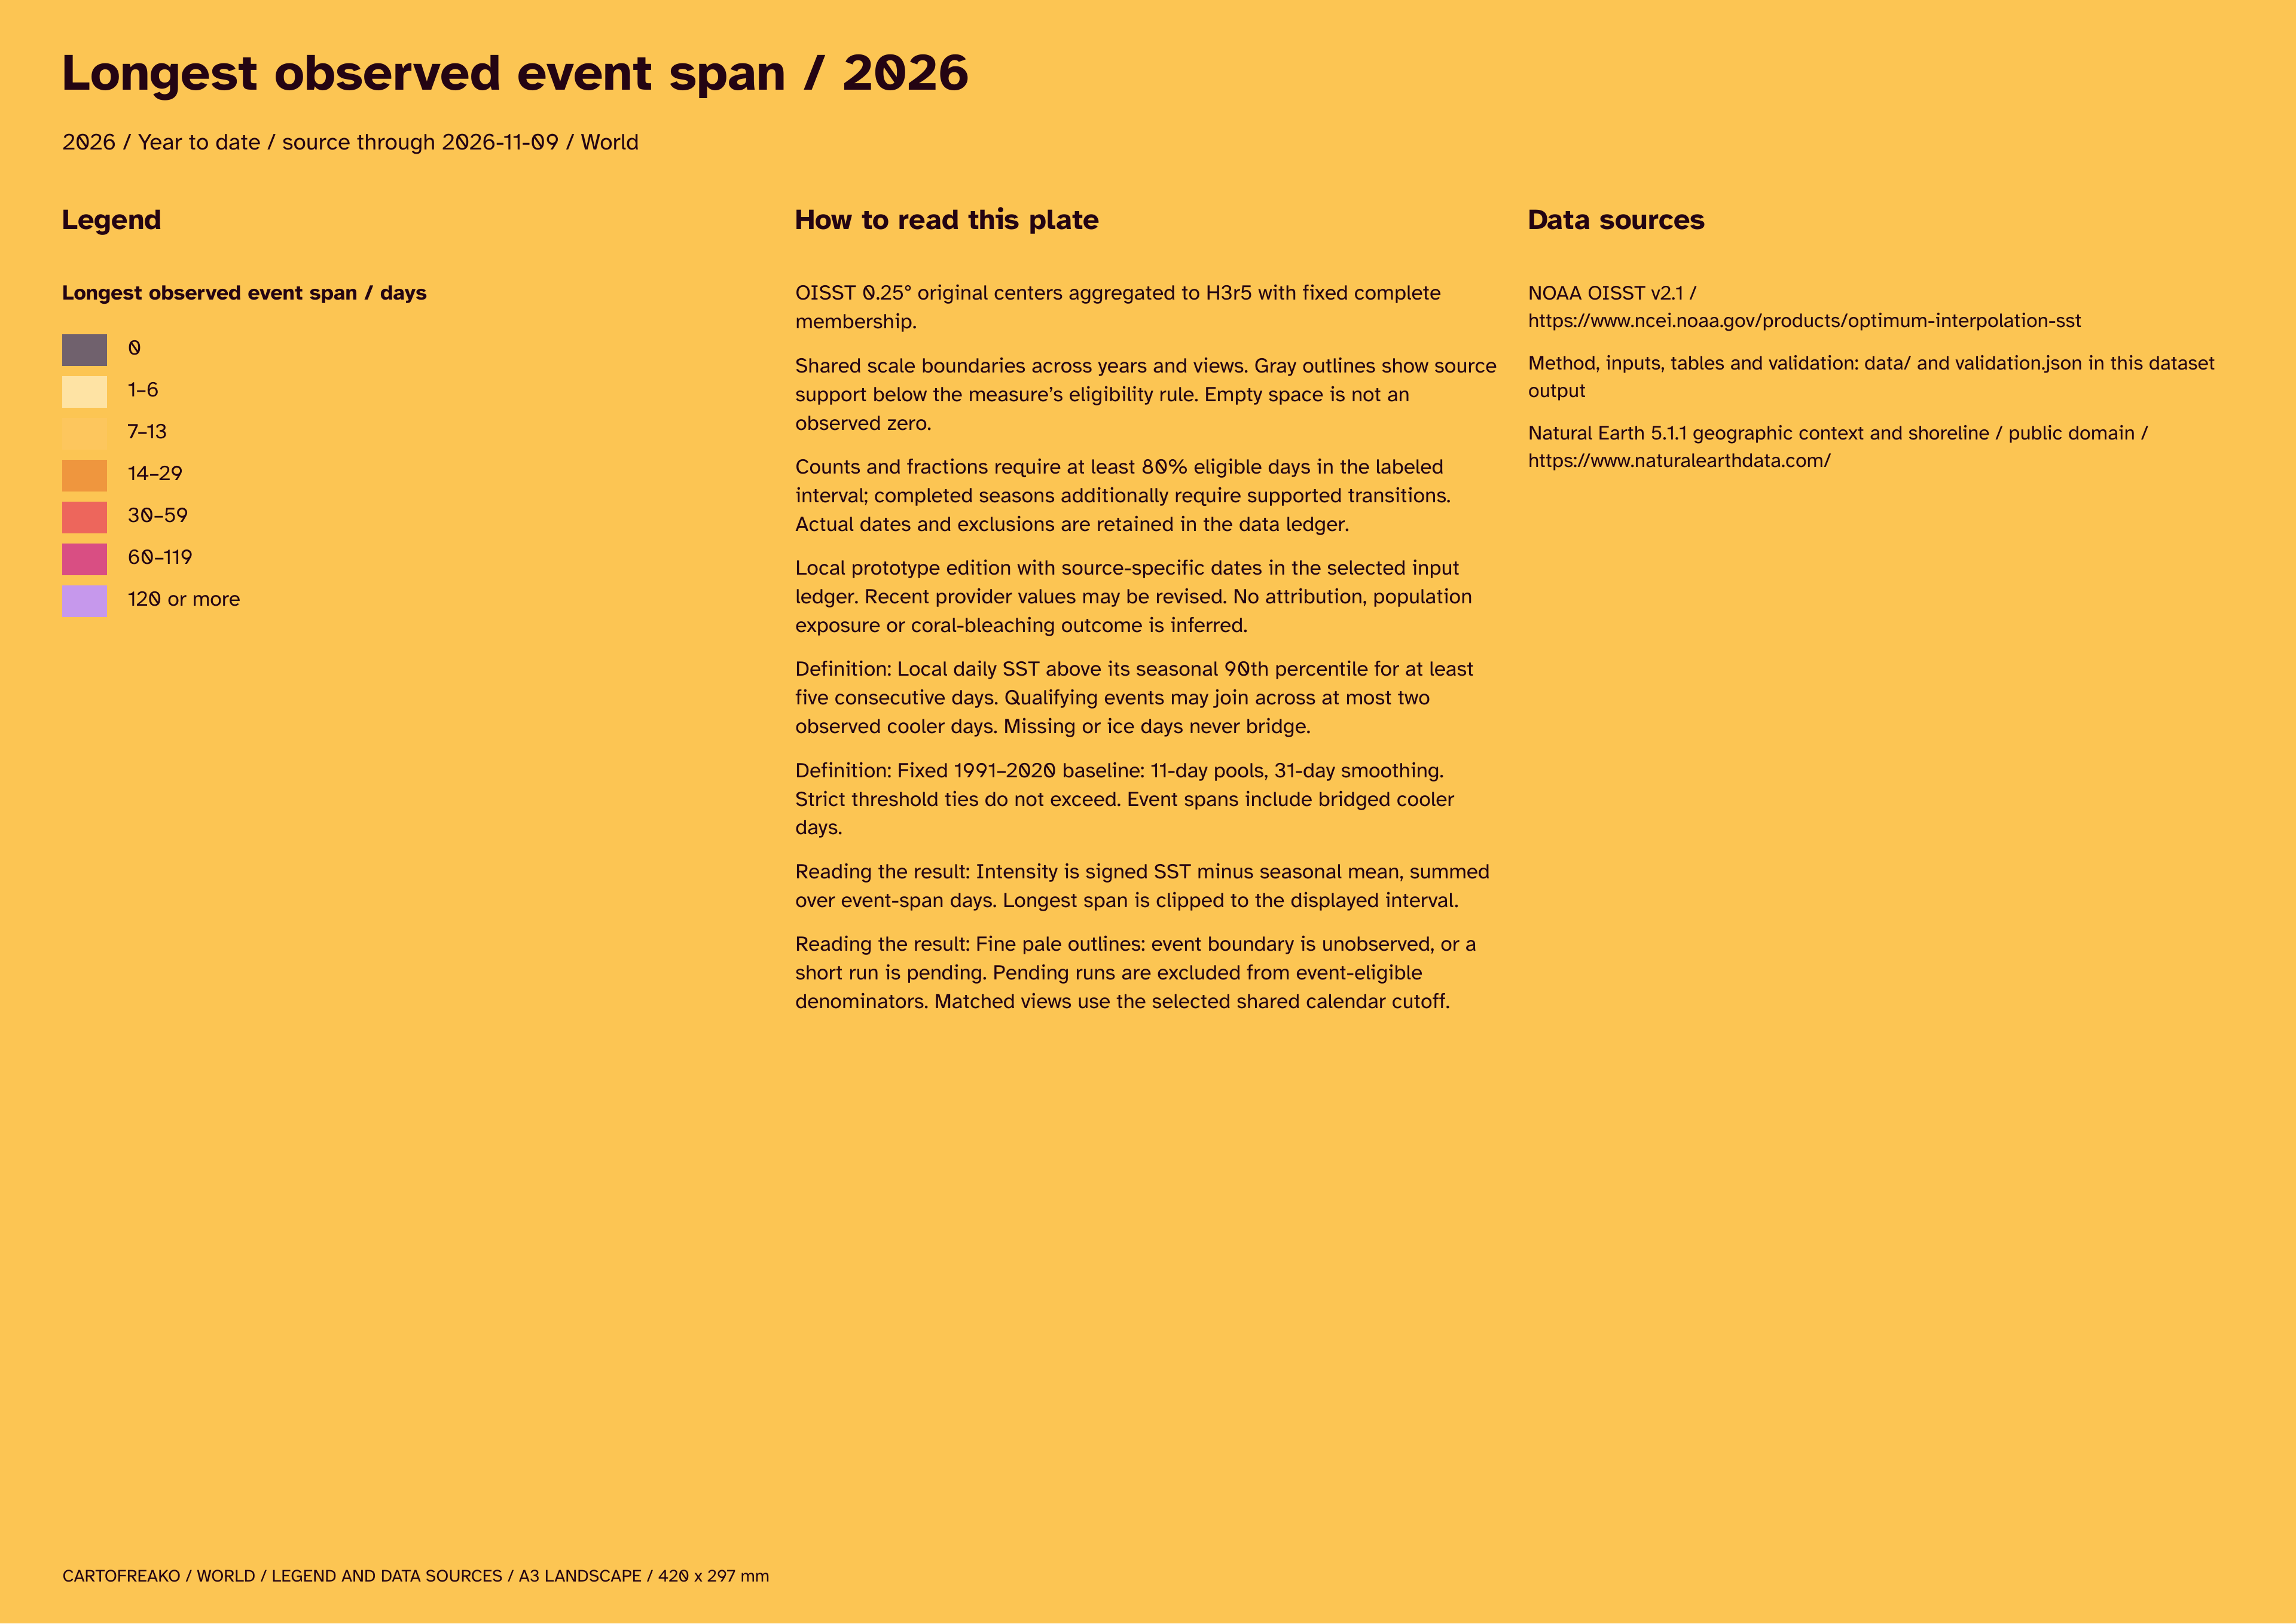 Longest observed event span / 2026
2026 / Year to date / source through 2026-11-09 / World
Legend
Longest observed event span / days
0
1–6
7–13
14–29
30–59
60–119
120 or more
How to read this plate
OISST 0.25° original centers aggregated to H3r5 with fixed complete
membership.
Shared scale boundaries across years and views. Gray outlines show source
support below the measure’s eligibility rule. Empty space is not an
observed zero.
Counts and fractions require at least 80% eligible days in the labeled
interval; completed seasons additionally require supported transitions.
Actual dates and exclusions are retained in the data ledger.
Local prototype edition with source-specific dates in the selected input
ledger. Recent provider values may be revised. No attribution, population
exposure or coral-bleaching outcome is inferred.
Definition: Local daily SST above its seasonal 90th percentile for at least
five consecutive days. Qualifying events may join across at most two
observed cooler days. Missing or ice days never bridge.
Definition: Fixed 1991–2020 baseline: 11-day pools, 31-day smoothing.
Strict threshold ties do not exceed. Event spans include bridged cooler
days.
Reading the result: Intensity is signed SST minus seasonal mean, summed
over event-span days. Longest span is clipped to the displayed interval.
Reading the result: Fine pale outlines: event boundary is unobserved, or a
short run is pending. Pending runs are excluded from event-eligible
denominators. Matched views use the selected shared calendar cutoff.
Data sources
NOAA OISST v2.1 /
https://www.ncei.noaa.gov/products/optimum-interpolation-sst
Method, inputs, tables and validation: data/ and validation.json in this dataset
output
Natural Earth 5.1.1 geographic context and shoreline / public domain /
https://www.naturalearthdata.com/
CARTOFREAKO / WORLD / LEGEND AND DATA SOURCES / A3 LANDSCAPE / 420 x 297 mm